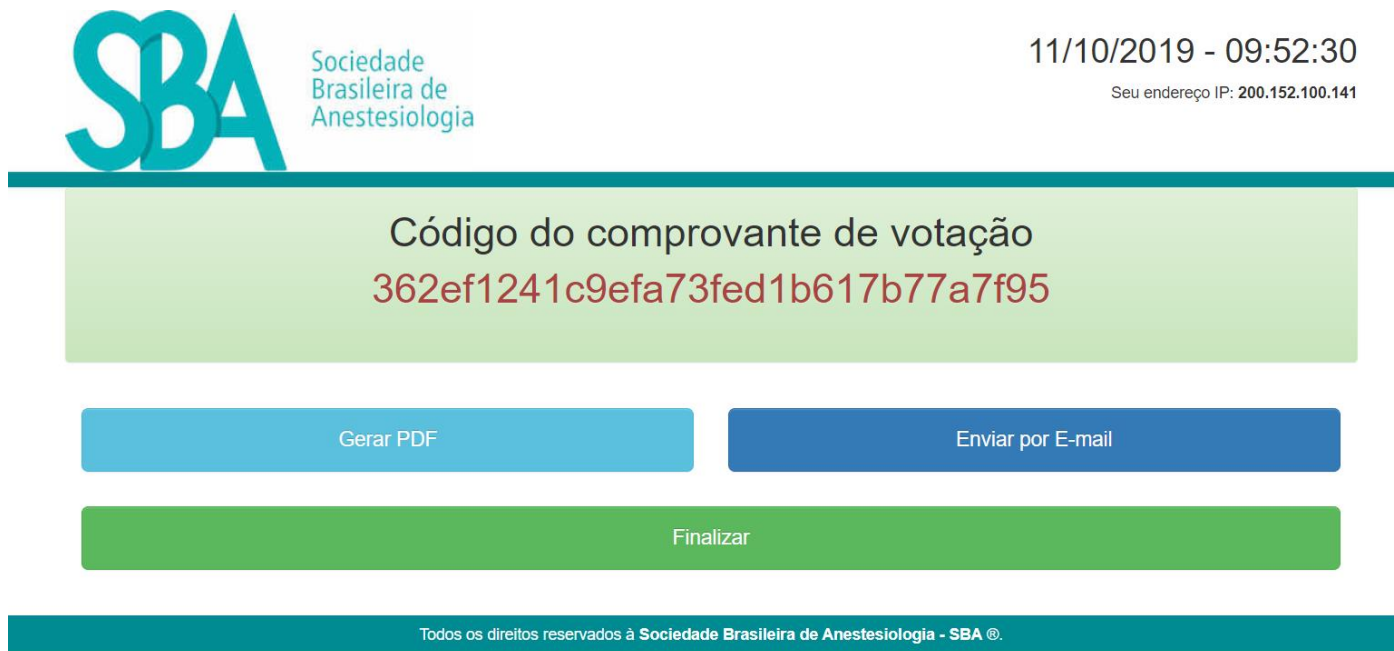 SBA
Sociedade
Brasileira de
Anestesiologia
11/10/2019 - 09:52:30
Seu endereço IP: 200.152.100.141
Código do comprovante de votação
362ef1241c9efa73fed1b617b77a7f95
Gerar PDF
Enviar por E-mail
Finalizar
Todos os direitos reservados à Sociedade Brasileira de Anestesiologia - SBA ®.